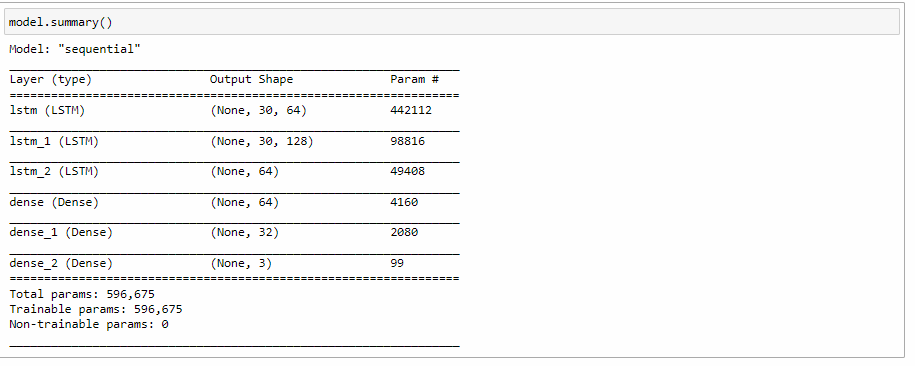 model.summary()
Model: "sequential"
_________________________________________________________________
Layer (type)                 Output Shape              Param #
=================================================================
lstm (LSTM)                  (None, 30, 64)            442112
_________________________________________________________________
lstm_1 (LSTM)                (None, 30, 128)           98816
_________________________________________________________________
lstm_2 (LSTM)                (None, 64)                49408
_________________________________________________________________
dense (Dense)                (None, 64)                4160
_________________________________________________________________
dense_1 (Dense)              (None, 32)                2080
_________________________________________________________________
dense_2 (Dense)              (None, 3)                 99
=================================================================
Total params: 596,675
Trainable params: 596,675
Non-trainable params: 0
_________________________________________________________________